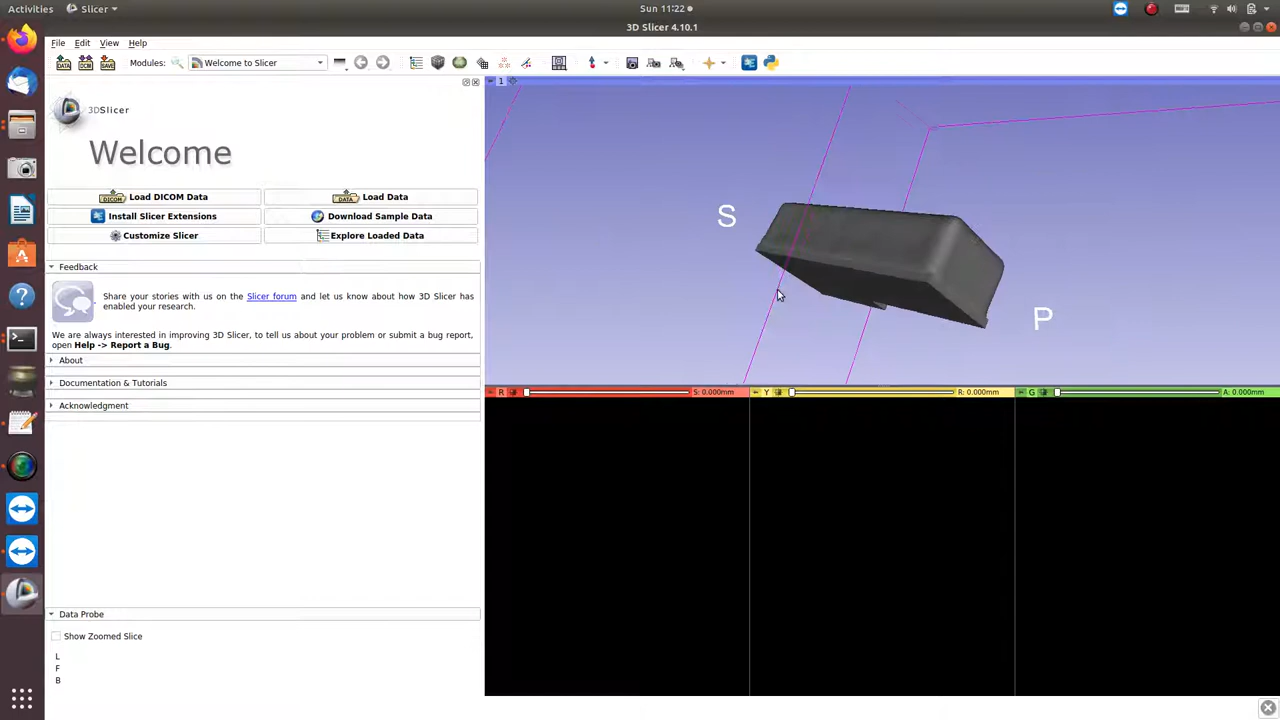 Activities Slicer Sun 11:22
3D Slicer 4.10.1
File Edit View Help
Modules: Welcome to Slicer
1
3DSlicer
Welcome
Load DICOM Data Load Data
Install Slicer Extensions Download Sample Data
Customize Slicer Explore Loaded Data
Feedback
Share your stories with us on the Slicer forum and let us know about how 3D Slicer has
enabled your research.
We are always interested in improving 3D Slicer, to tell us about your problem or submit a bug report,
open Help -> Report a Bug.
About
Documentation & Tutorials
Acknowledgment
S
P
R S: 0.000mm Y R: 0.000mm G A: 0.000mm
Data Probe
Show Zoomed Slice
L
F
B